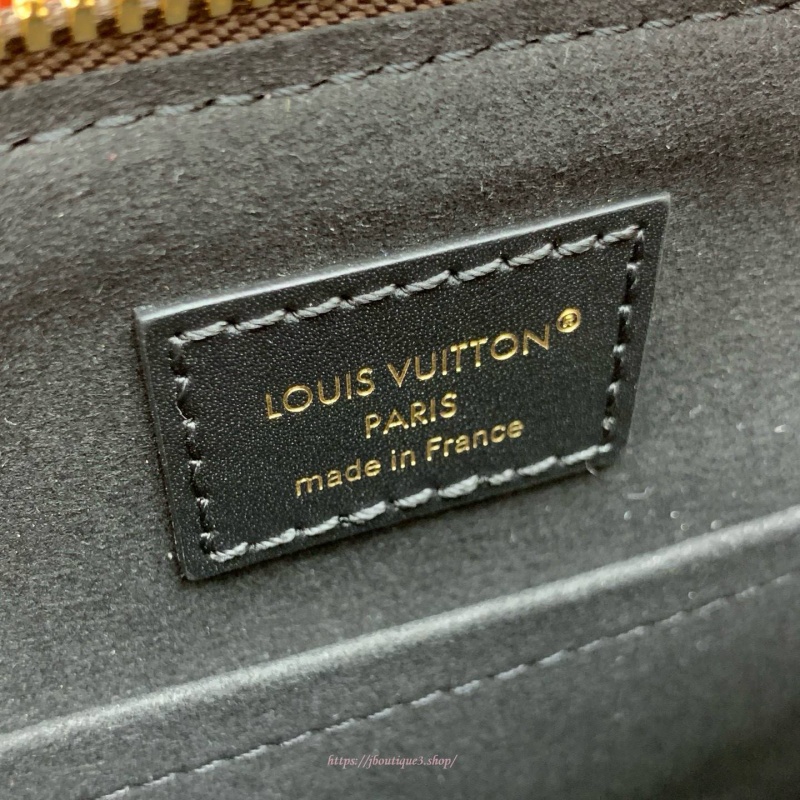 LOUIS VUITTON®
PARIS
made in France
https://jboutique3.shop/